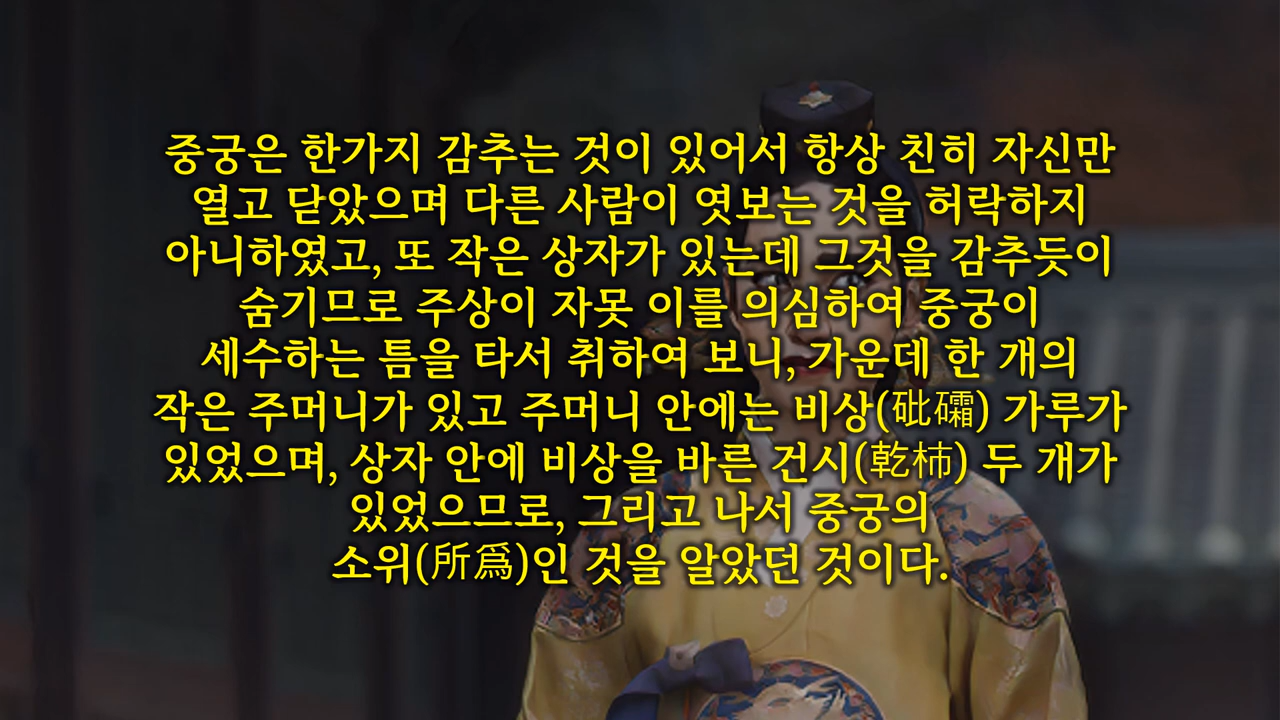 중궁은 한가지 감추는 것이 있어서 항상 친히 자신만
열고 닫았으며 다른 사람이 엿보는 것을 허락하지
아니하였고, 또 작은 상자가 있는데 그것을 감추듯이
숨기므로 주상이 자못 이를 의심하여 중궁이
세수하는 틈을 타서 취하여 보니, 가운데 한 개의
작은 주머니가 있고 주머니 안에는 비상(砒礵) 가루가
있었으며, 상자 안에 비상을 바른 건시(乾柹) 두 개가
있었으므로, 그리고 나서 중궁의
소위(所爲)인 것을 알았던 것이다.